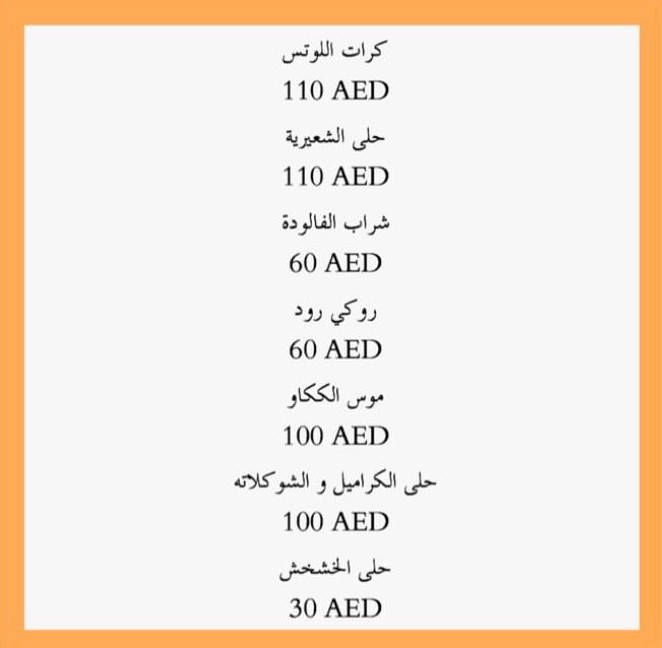 كرات اللوتس
110 AED
حلى الشعيرية
110 AED
شراب الفالودة
60 AED
روكي رود
60 AED
موس الككاو
100 AED
حلى الكراميل و الشوكلاته
100 AED
حلى الخشخش
30 AED